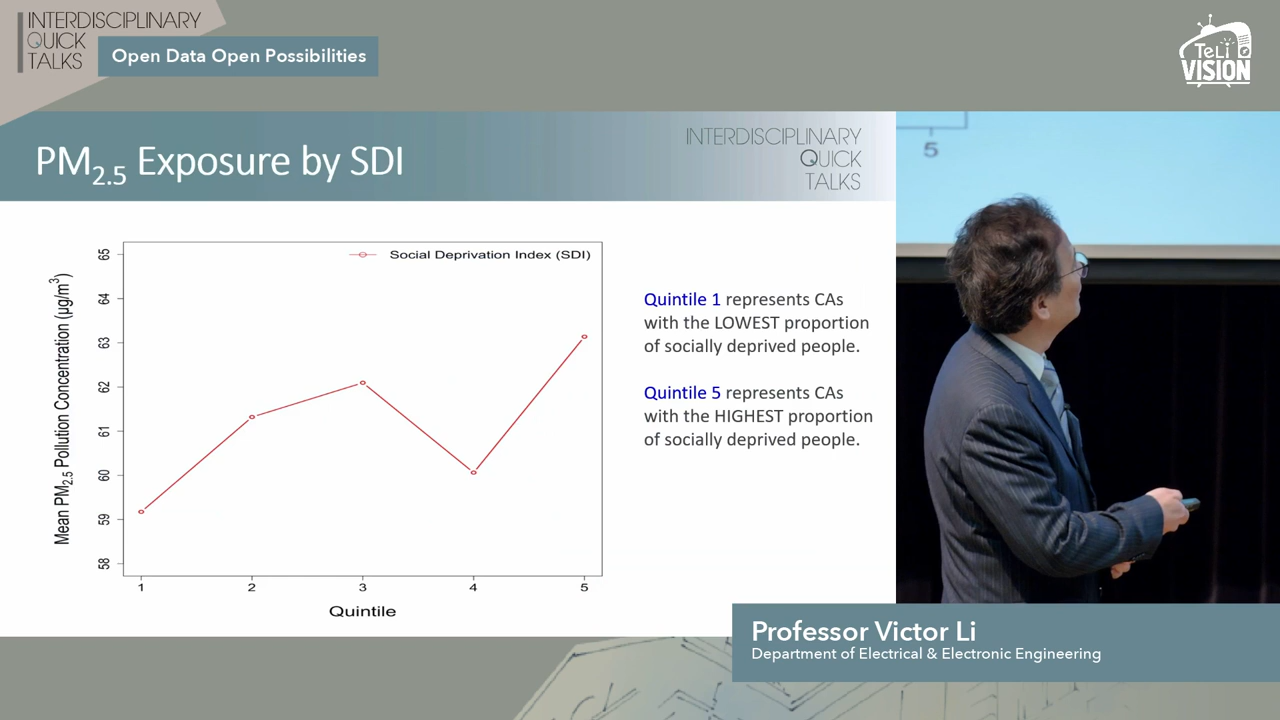 INTERDISCIPLINARY
QUICK
TALKS
Open Data Open Possibilities
TeLi
VISION
PM2.5 Exposure by SDI
INTERDISCIPLINARY
QUICK
TALKS
5
Social Deprivation Index (SDI)
Mean PM2.5 Pollution Concentration (μg/m³)
65
64
63
62
61
60
59
58
1 2 3 4 5
Quintile
Quintile 1 represents CAs
with the LOWEST proportion
of socially deprived people.
Quintile 5 represents CAs
with the HIGHEST proportion
of socially deprived people.
Professor Victor Li
Department of Electrical & Electronic Engineering